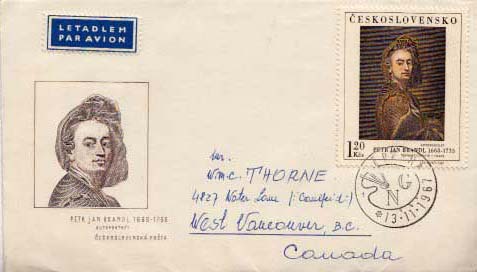 LETADLEM
PAR AVION
ČESKOSLOVENSKO
PETR JAN BRANDL 1668-1735
1.20
Kčs
N G
13.11.1967
Mr.
Wm.C. THORNE
4827 Water Lane
West Vancouver, B.C.
Canada
PETR JAN BRANDL 1668-1735
AUTOPORTRÉT
ČESKOSLOVENSKÁ POŠTA